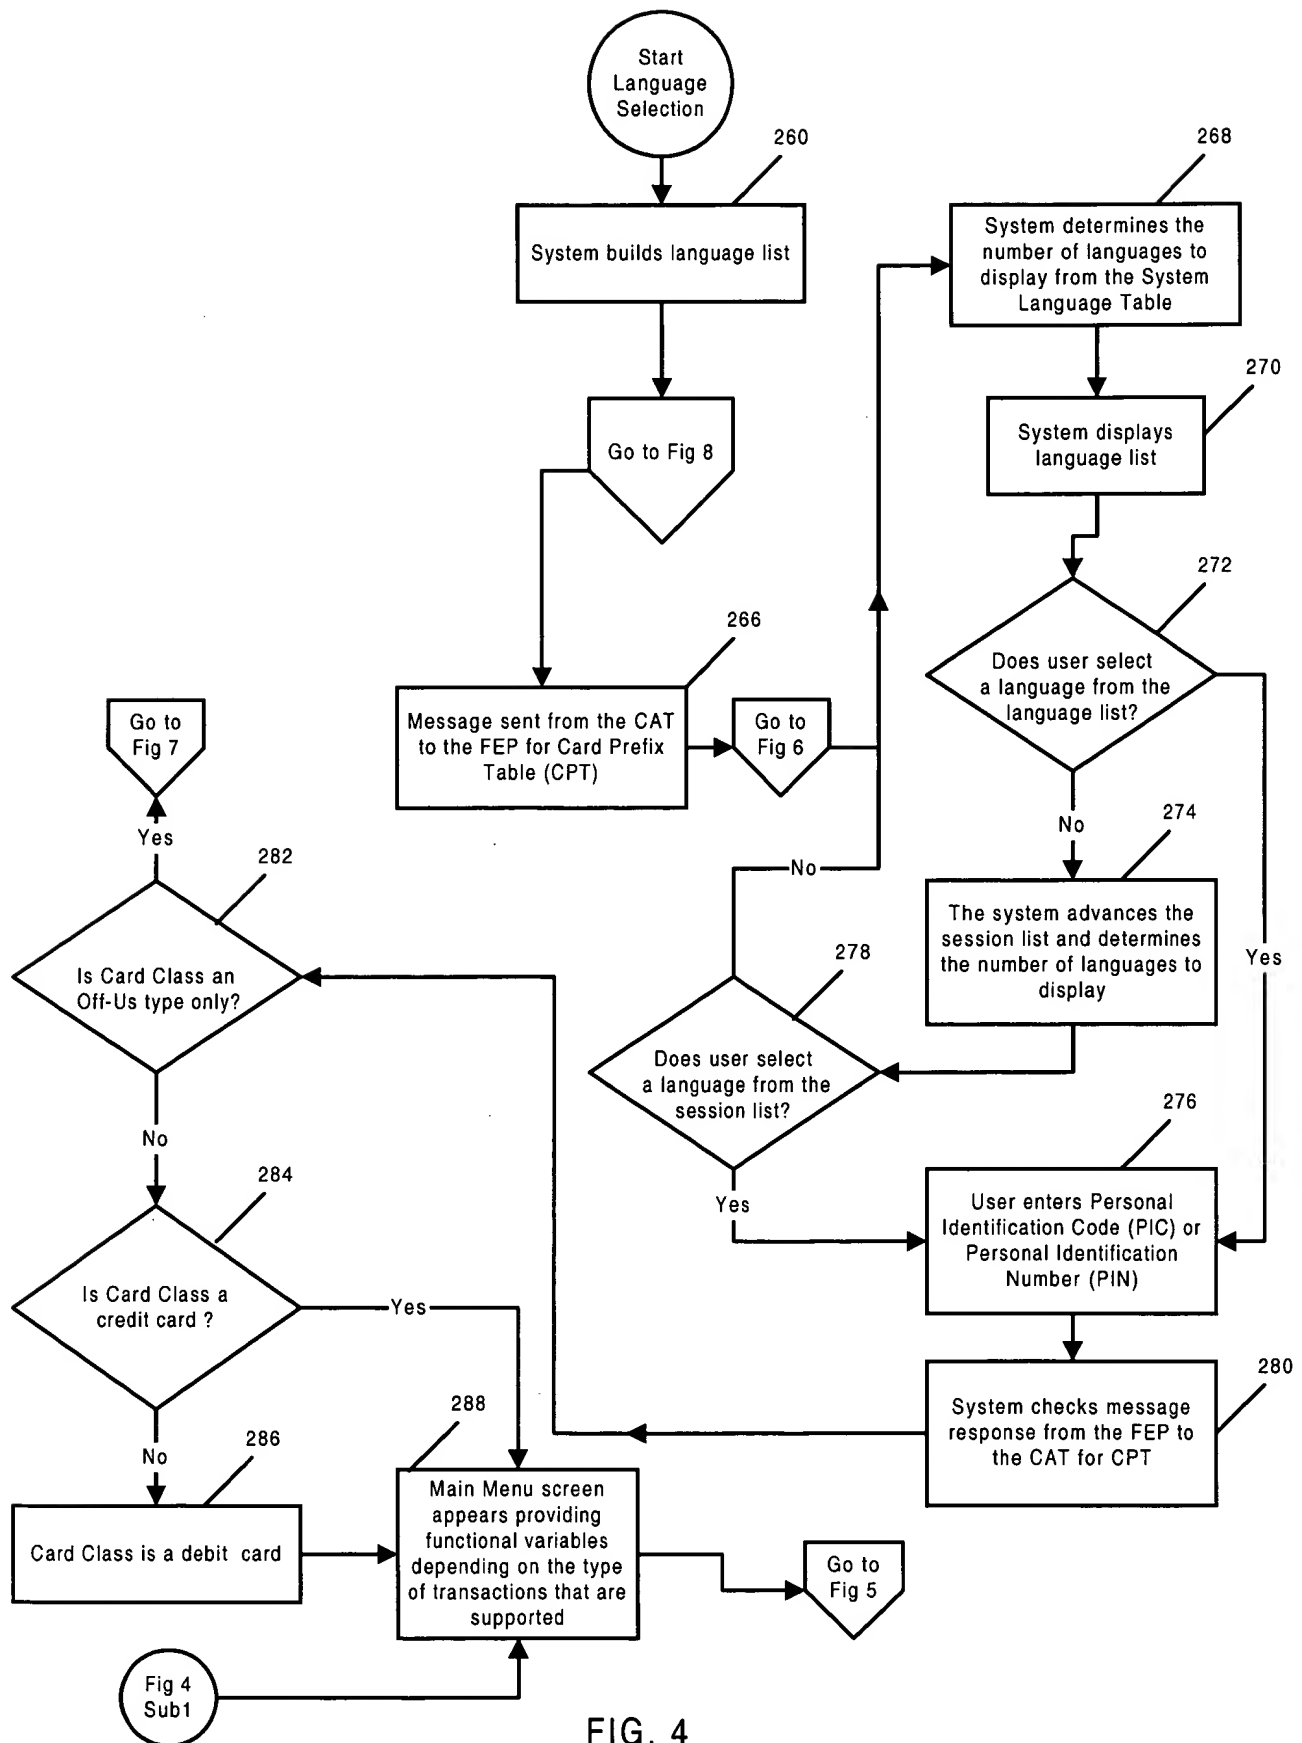 Start
Language
Selection
260
System builds language list
Go to Fig 8
266
Message sent from the CAT
to the FEP for Card Prefix
Table (CPT)
Go to
Fig 6
268
System determines the
number of languages to
display from the System
Language Table
270
System displays
language list
272
Does user select
a language from the
language list?
No
Yes
274
The system advances the
session list and determines
the number of languages to
display
278
Does user select
a language from the
session list?
No
Yes
276
User enters Personal
Identification Code (PIC) or
Personal Identification
Number (PIN)
280
System checks message
response from the FEP to
the CAT for CPT
282
Is Card Class an
Off-Us type only?
Yes
Go to
Fig 7
No
284
Is Card Class a
credit card ?
Yes
No
286
Card Class is a debit card
288
Main Menu screen
appears providing
functional variables
depending on the type
of transactions that are
supported
Go to
Fig 5
Fig 4
Sub1
FIG. 4